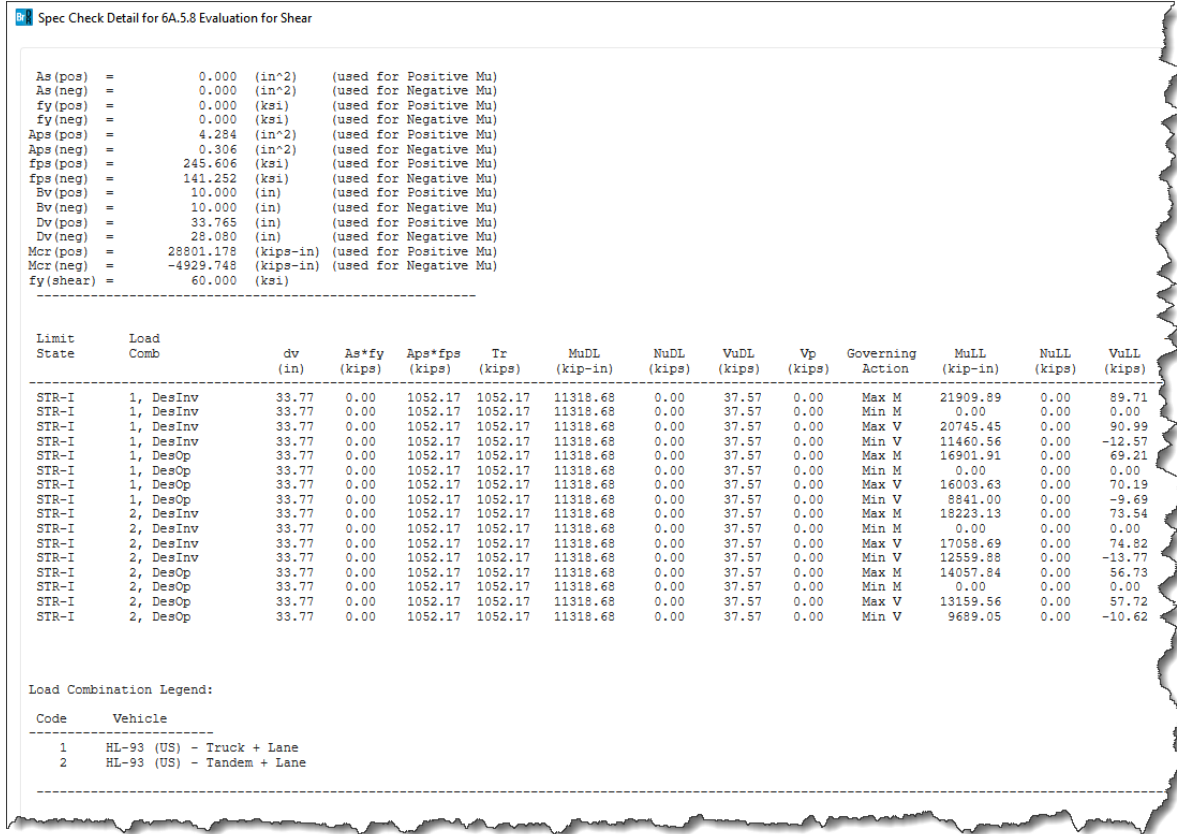 Br Spec Check Detail for 6A.5.8 Evaluation for Shear
As(pos) = 0.000 (in^2) (used for Positive Mu)
As(neg) = 0.000 (in^2) (used for Negative Mu)
fy(pos) = 0.000 (ksi) (used for Positive Mu)
fy(neg) = 0.000 (ksi) (used for Negative Mu)
Aps(pos) = 4.284 (in^2) (used for Positive Mu)
Aps(neg) = 0.306 (in^2) (used for Negative Mu)
fps(pos) = 245.606 (ksi) (used for Positive Mu)
fps(neg) = 141.252 (ksi) (used for Negative Mu)
Bv(pos) = 10.000 (in) (used for Positive Mu)
Bv(neg) = 10.000 (in) (used for Negative Mu)
Dv(pos) = 33.765 (in) (used for Positive Mu)
Dv(neg) = 28.080 (in) (used for Negative Mu)
Mcr(pos) = 28801.178 (kips-in) (used for Positive Mu)
Mcr(neg) = -4929.748 (kips-in) (used for Negative Mu)
fy(shear) = 60.000 (ksi)
---------------------------------------------------------
Limit Load
State Comb dv As*fy Aps*fps Tr MuDL NuDL VuDL Vp Governing MuLL NuLL VuLL
(in) (kips) (kips) (kips) (kip-in) (kips) (kips) (kips) Action (kip-in) (kips) (kips)
---------------------------------------------------------
STR-I 1, DesInv 33.77 0.00 1052.17 1052.17 11318.68 0.00 37.57 0.00 Max M 21909.89 0.00 89.71
STR-I 1, DesInv 33.77 0.00 1052.17 1052.17 11318.68 0.00 37.57 0.00 Min M 0.00 0.00 0.00
STR-I 1, DesInv 33.77 0.00 1052.17 1052.17 11318.68 0.00 37.57 0.00 Max V 20745.45 0.00 90.99
STR-I 1, DesInv 33.77 0.00 1052.17 1052.17 11318.68 0.00 37.57 0.00 Min V 11460.56 0.00 -12.57
STR-I 1, DesOp 33.77 0.00 1052.17 1052.17 11318.68 0.00 37.57 0.00 Max M 16901.91 0.00 69.21
STR-I 1, DesOp 33.77 0.00 1052.17 1052.17 11318.68 0.00 37.57 0.00 Min M 0.00 0.00 0.00
STR-I 1, DesOp 33.77 0.00 1052.17 1052.17 11318.68 0.00 37.57 0.00 Max V 16003.63 0.00 70.19
STR-I 1, DesOp 33.77 0.00 1052.17 1052.17 11318.68 0.00 37.57 0.00 Min V 8841.00 0.00 -9.69
STR-I 2, DesInv 33.77 0.00 1052.17 1052.17 11318.68 0.00 37.57 0.00 Max M 18223.13 0.00 73.54
STR-I 2, DesInv 33.77 0.00 1052.17 1052.17 11318.68 0.00 37.57 0.00 Min M 0.00 0.00 0.00
STR-I 2, DesInv 33.77 0.00 1052.17 1052.17 11318.68 0.00 37.57 0.00 Max V 17058.69 0.00 74.82
STR-I 2, DesInv 33.77 0.00 1052.17 1052.17 11318.68 0.00 37.57 0.00 Min V 12559.88 0.00 -13.77
STR-I 2, DesOp 33.77 0.00 1052.17 1052.17 11318.68 0.00 37.57 0.00 Max M 14057.84 0.00 56.73
STR-I 2, DesOp 33.77 0.00 1052.17 1052.17 11318.68 0.00 37.57 0.00 Min M 0.00 0.00 0.00
STR-I 2, DesOp 33.77 0.00 1052.17 1052.17 11318.68 0.00 37.57 0.00 Max V 13159.56 0.00 57.72
STR-I 2, DesOp 33.77 0.00 1052.17 1052.17 11318.68 0.00 37.57 0.00 Min V 9689.05 0.00 -10.62
Load Combination Legend:
Code Vehicle
------------------------
1 HL-93 (US) - Truck + Lane
2 HL-93 (US) - Tandem + Lane
---------------------------------------------------------